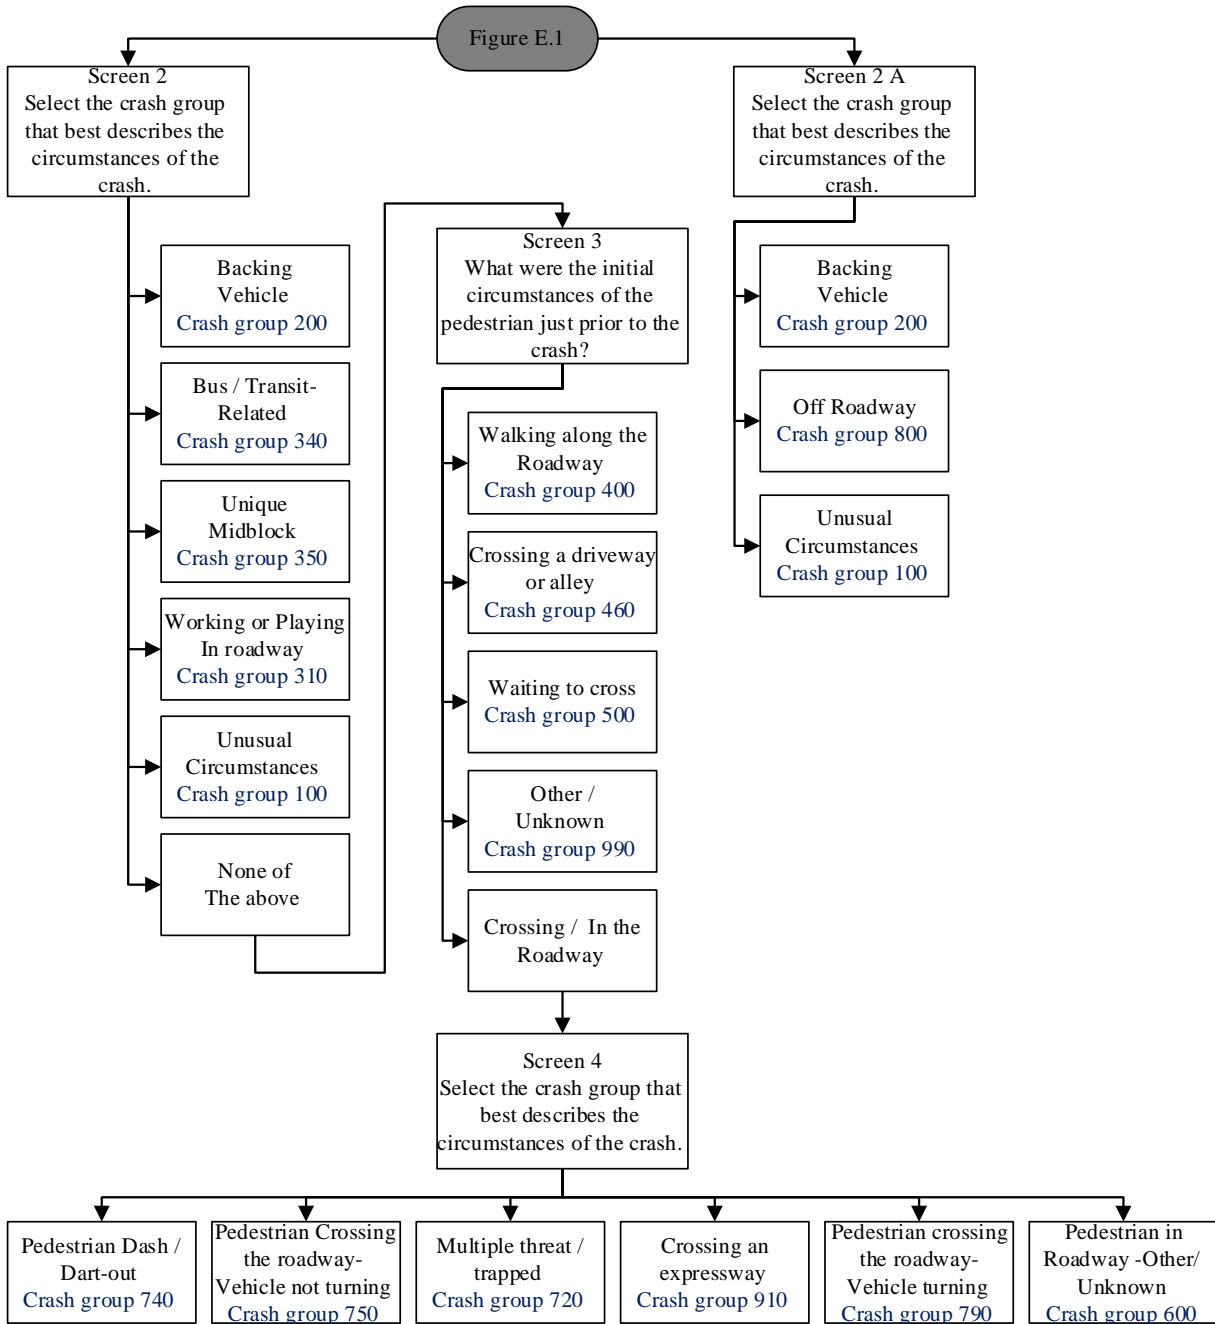 Figure E.1
Screen 2
Select the crash group
that best describes the
circumstances of the
crash.
Backing
Vehicle
Crash group 200
Bus / Transit-
Related
Crash group 340
Unique
Midblock
Crash group 350
Working or Playing
In roadway
Crash group 310
Unusual
Circumstances
Crash group 100
None of
The above
Screen 3
What were the initial
circumstances of the
pedestrian just prior to the
crash?
Walking along the
Roadway
Crash group 400
Crossing a driveway
or alley
Crash group 460
Waiting to cross
Crash group 500
Other /
Unknown
Crash group 990
Crossing / In the
Roadway
Screen 2 A
Select the crash group
that best describes the
circumstances of the
crash.
Backing
Vehicle
Crash group 200
Off Roadway
Crash group 800
Unusual
Circumstances
Crash group 100
Screen 4
Select the crash group that
best describes the
circumstances of the crash.
Pedestrian Dash /
Dart-out
Crash group 740
Pedestrian Crossing
the roadway-
Vehicle not turning
Crash group 750
Multiple threat /
trapped
Crash group 720
Crossing an
expressway
Crash group 910
Pedestrian crossing
the roadway-
Vehicle turning
Crash group 790
Pedestrian in
Roadway -Other/
Unknown
Crash group 600